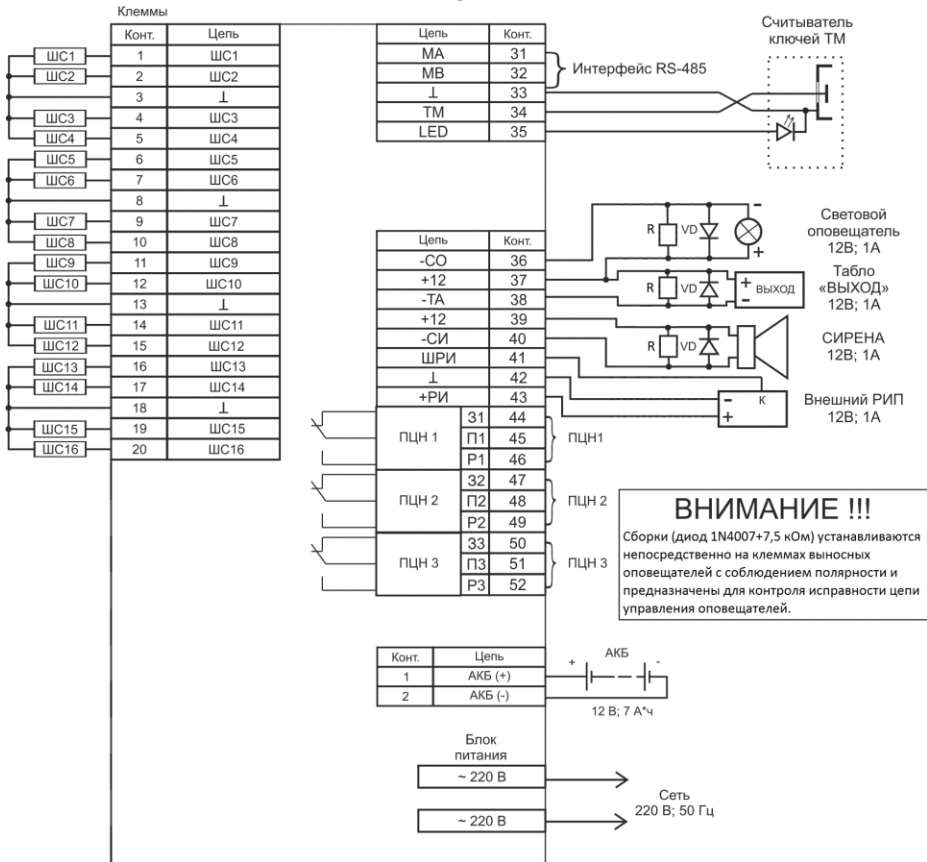 Клеммы
Конт. Цепь
ШС1 1 ШС1
ШС2 2 ШС2
3 ⊥
ШС3 4 ШС3
ШС4 5 ШС4
ШС5 6 ШС5
ШС6 7 ШС6
8 ⊥
ШС7 9 ШС7
ШС8 10 ШС8
ШС9 11 ШС9
ШС10 12 ШС10
13 ⊥
ШС11 14 ШС11
ШС12 15 ШС12
ШС13 16 ШС13
ШС14 17 ШС14
18 ⊥
ШС15 19 ШС15
ШС16 20 ШС16
Цепь Конт.
МА 31
МВ 32
⊥ 33
ТМ 34
LED 35
Интерфейс RS-485
Считыватель
ключей ТМ
Цепь Конт.
-СО 36
+12 37
-ТА 38
+12 39
-СИ 40
ШРИ 41
⊥ 42
+РИ 43
ПЦН 1
З1 44
П1 45
Р1 46
ПЦН1
ПЦН 2
З2 47
П2 48
Р2 49
ПЦН 2
ПЦН 3
З3 50
П3 51
Р3 52
ПЦН 3
R VD - +
Световой
оповещатель
12В; 1А
R VD + - ВЫХОД
Табло
«ВЫХОД»
12В; 1А
R VD
СИРЕНА
12В; 1А
- К +
Внешний РИП
12В; 1А
ВНИМАНИЕ !!!
Сборки (диод 1N4007+7,5 кОм) устанавливаются
непосредственно на клеммах выносных
оповещателей с соблюдением полярности и
предназначены для контроля исправности цепи
управления оповещателей.
Конт. Цепь
1 АКБ (+)
2 АКБ (-)
+ АКБ -
12 В; 7 А*ч
Блок
питания
~ 220 В
~ 220 В
Сеть
220 В; 50 Гц